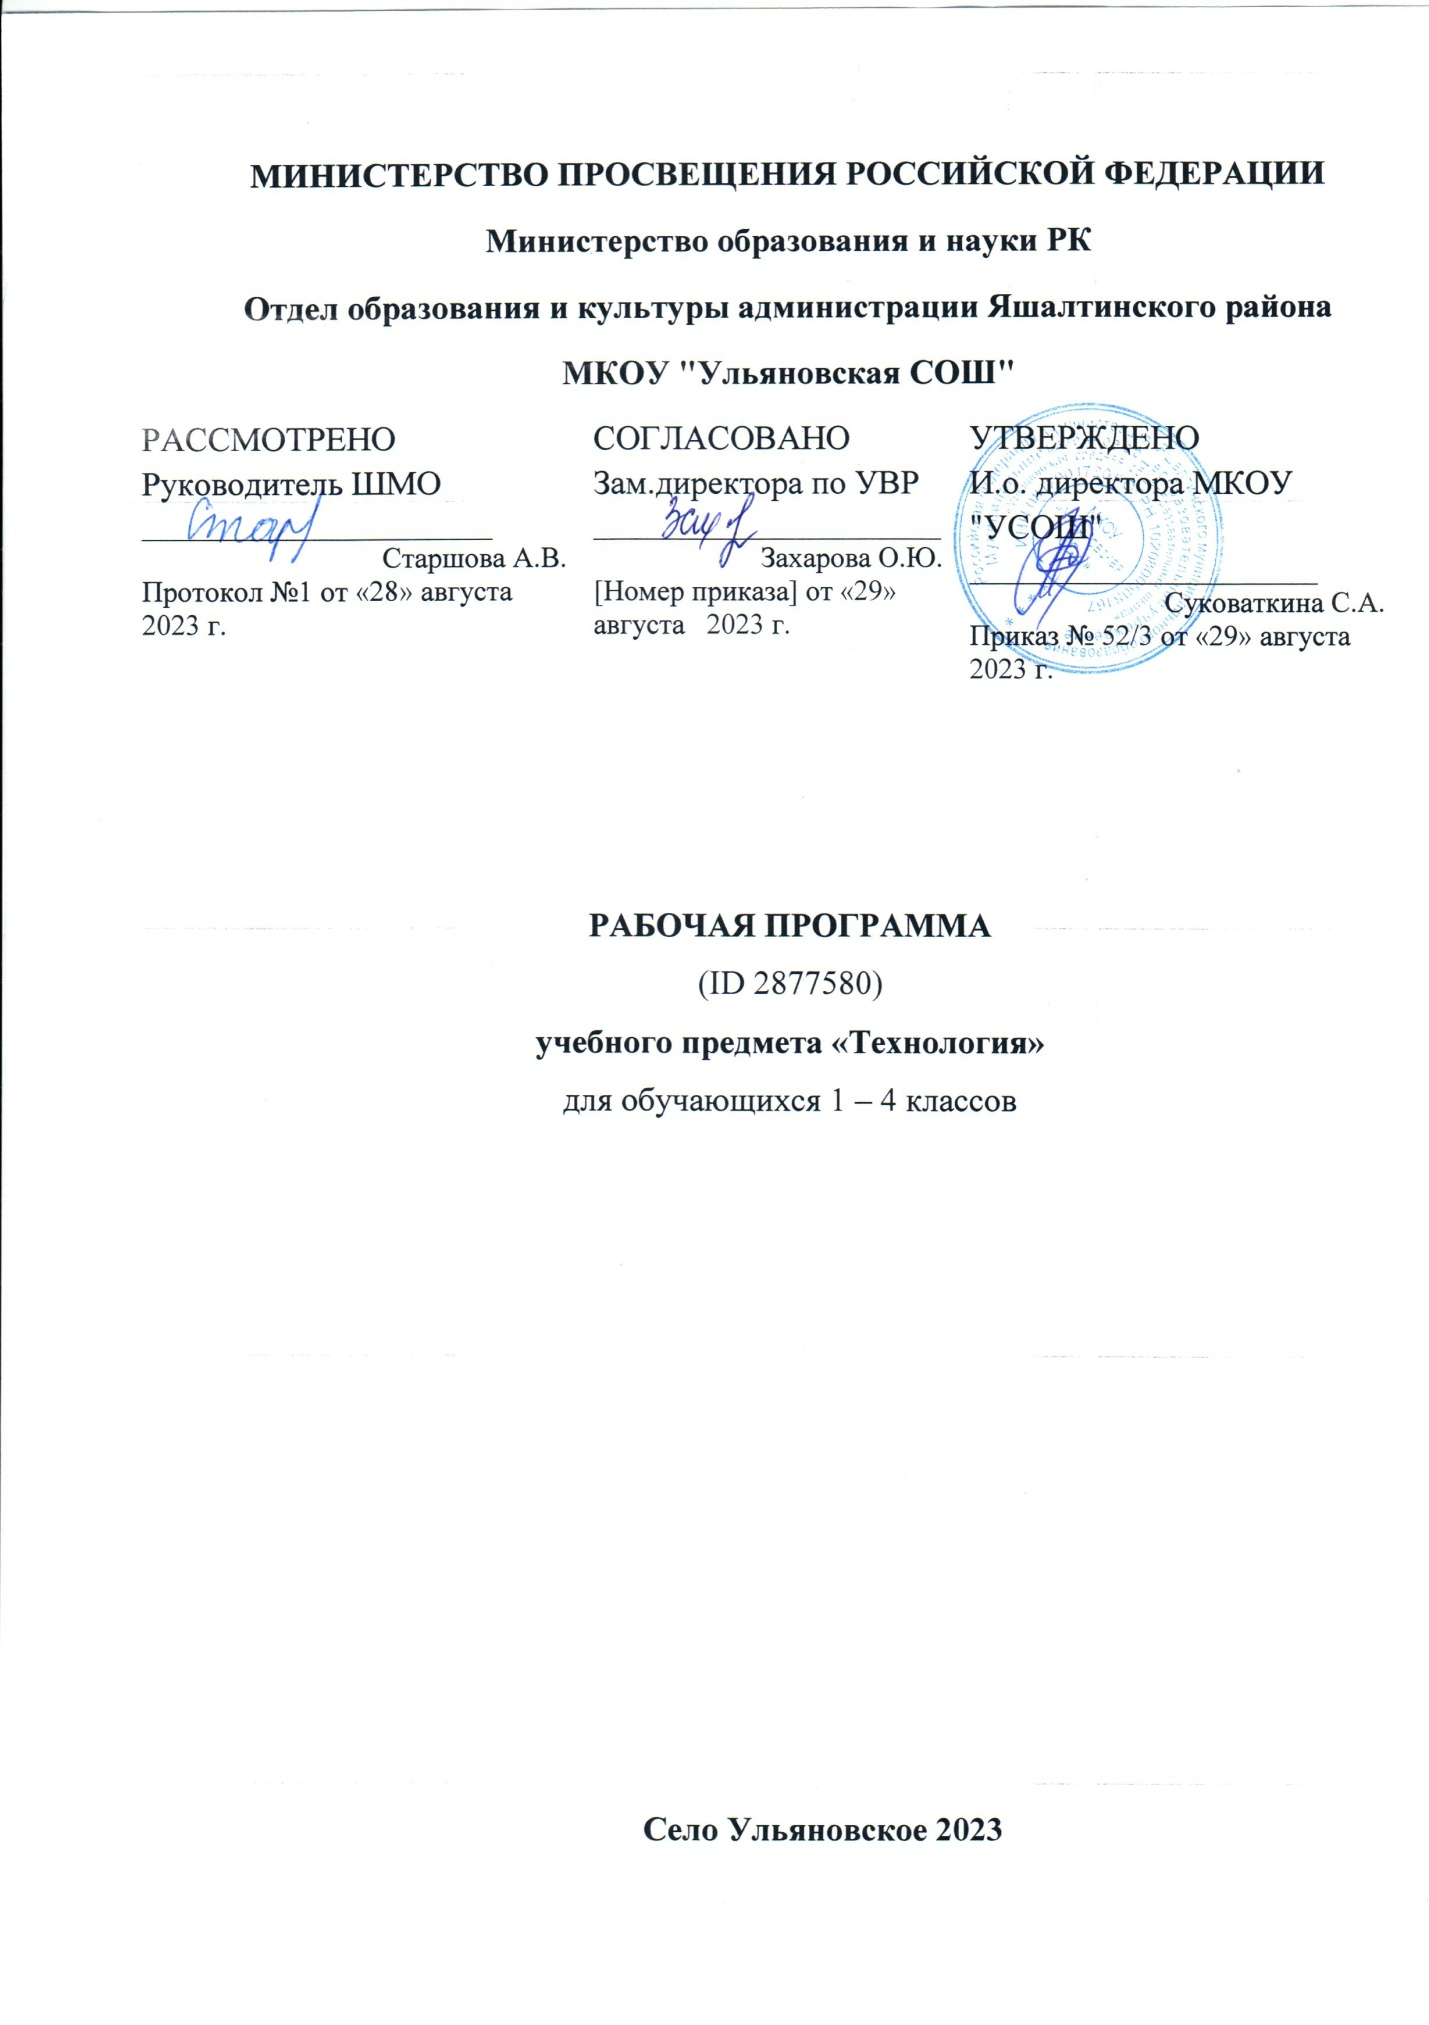 МИНИСТЕРСТВО ПРОСВЕЩЕНИЯ РОССИЙСКОЙ ФЕДЕРАЦИИ
Министерство образования и науки РК
Отдел образования и культуры администрации Яшалтинского района
МКОУ "Ульяновская СОШ"
РАССМОТРЕНО
Руководитель ШМО
Старшова А.В.
Протокол №1 от «28» августа
2023 г.
СОГЛАСОВАНО
Зам.директора по УВР
Захарова О.Ю.
[Номер приказа] от «29»
августа 2023 г.
УТВЕРЖДЕНО
И.о. директора МКОУ
"УСОШ"
Суковаткина С.А.
Приказ № 52/3 от «29» августа
2023 г.
РАБОЧАЯ ПРОГРАММА
(ID 2877580)
учебного предмета «Технология»
для обучающихся 1 – 4 классов
Село Ульяновское 2023